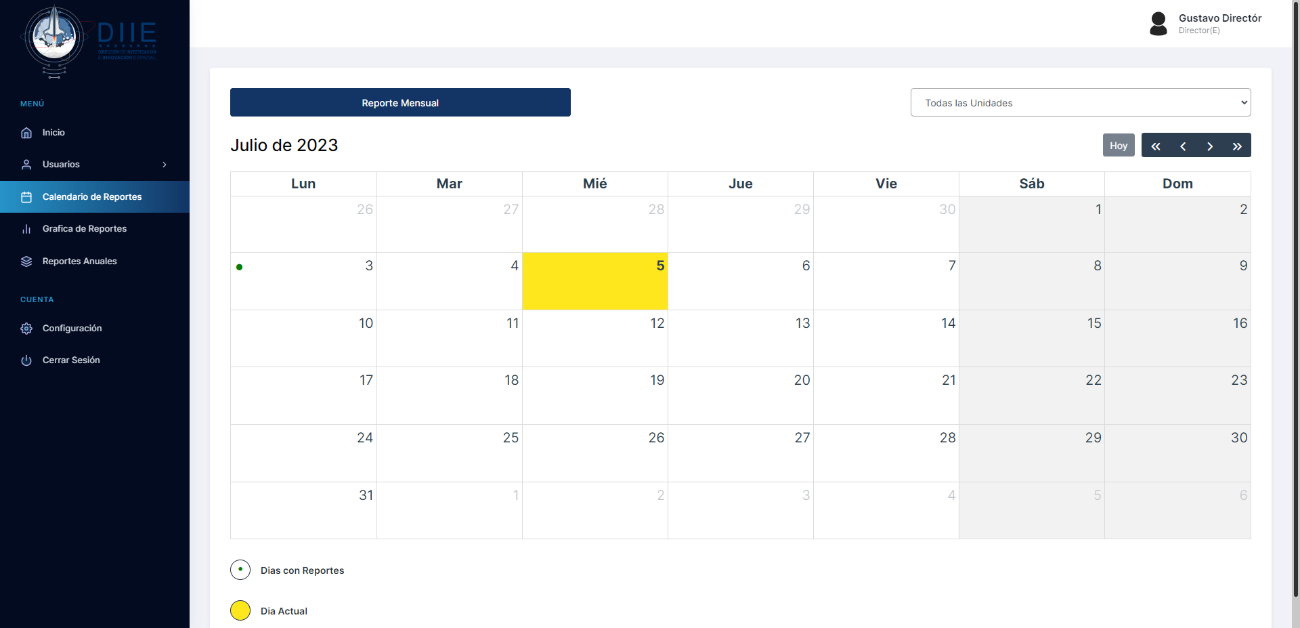 DIIE
MENÚ
Inicio
Usuarios
Calendario de Reportes
Grafica de Reportes
Reportes Anuales
CUENTA
Configuración
Cerrar Sesión
Gustavo Directór
Director(E)
Reporte Mensual
Todas las Unidades
Julio de 2023
Hoy
Lun Mar Mié Jue Vie Sáb Dom
26 27 28 29 30 1 2
3 4 5 6 7 8 9
10 11 12 13 14 15 16
17 18 19 20 21 22 23
24 25 26 27 28 29 30
31 1 2 3 4 5 6
Dias con Reportes
Dia Actual